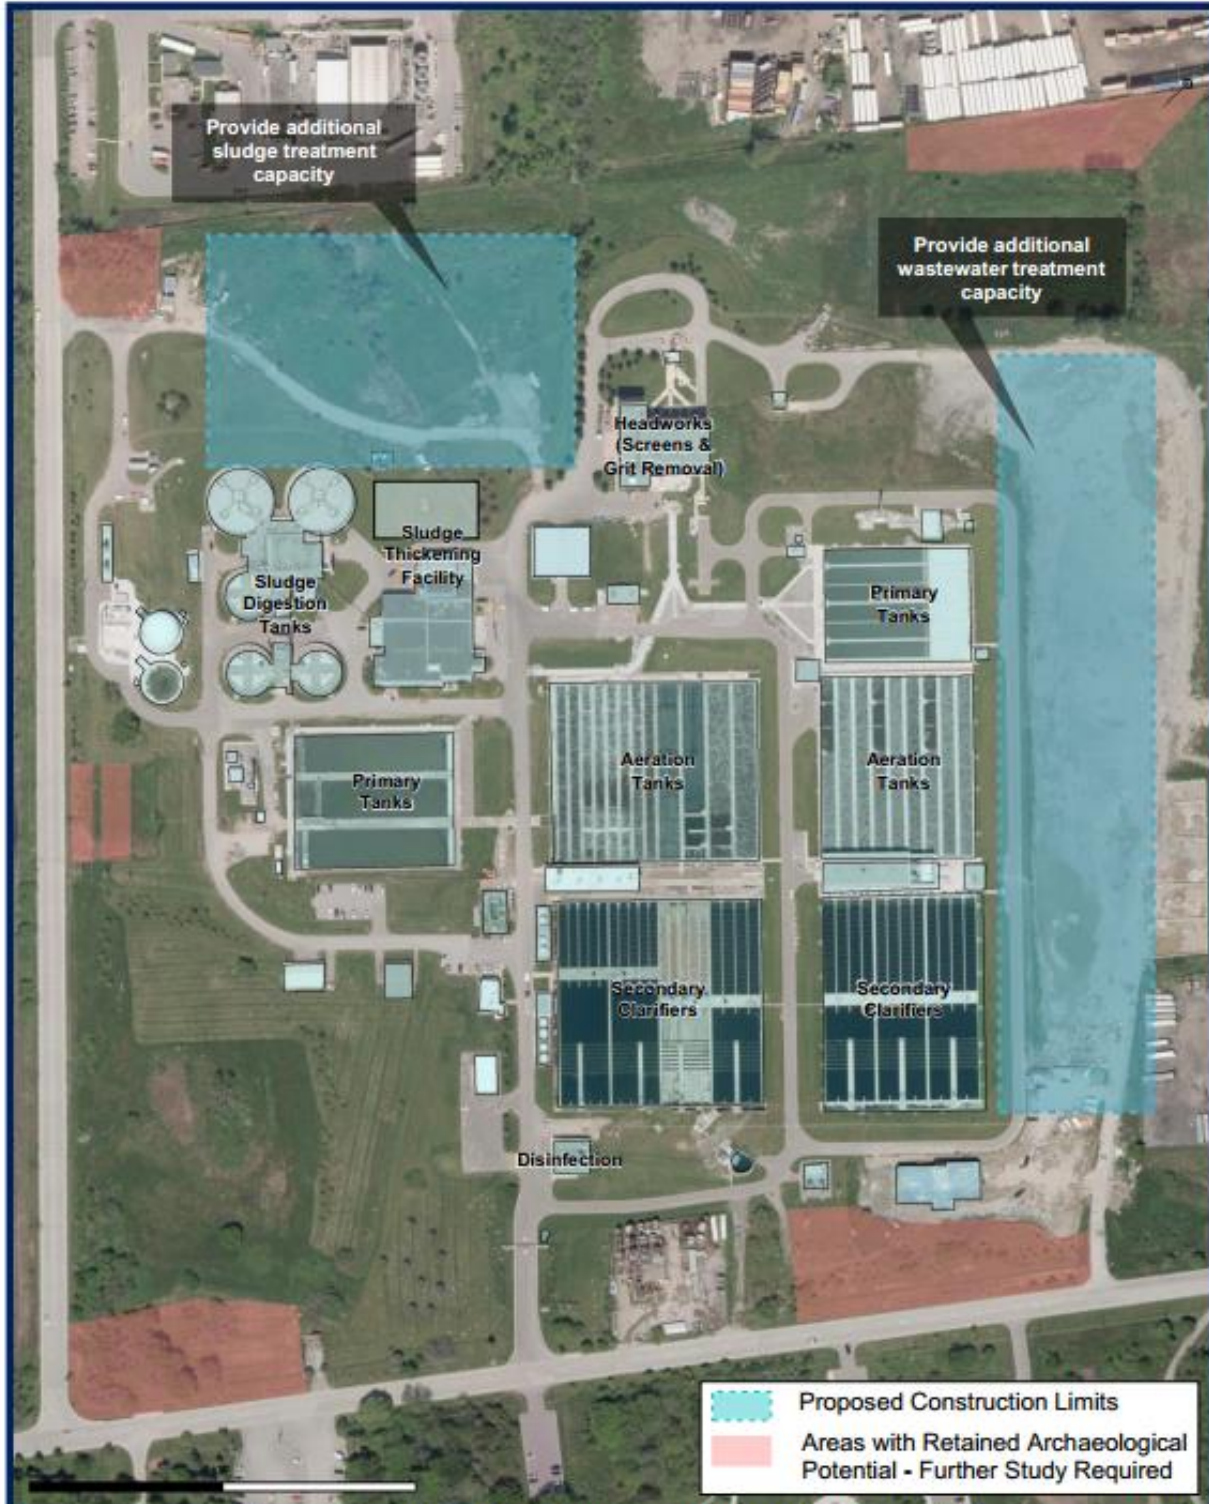 Provide additional
sludge treatment
capacity
Provide additional
wastewater treatment
capacity
Headworks
(Screens &
Grit Removal)
Sludge
Thickening
Facility
Sludge
Digestion
Tanks
Primary
Tanks
Primary
Tanks
Aeration
Tanks
Aeration
Tanks
Secondary
Clarifiers
Secondary
Clarifiers
Disinfection
Proposed Construction Limits
Areas with Retained Archaeological
Potential - Further Study Required